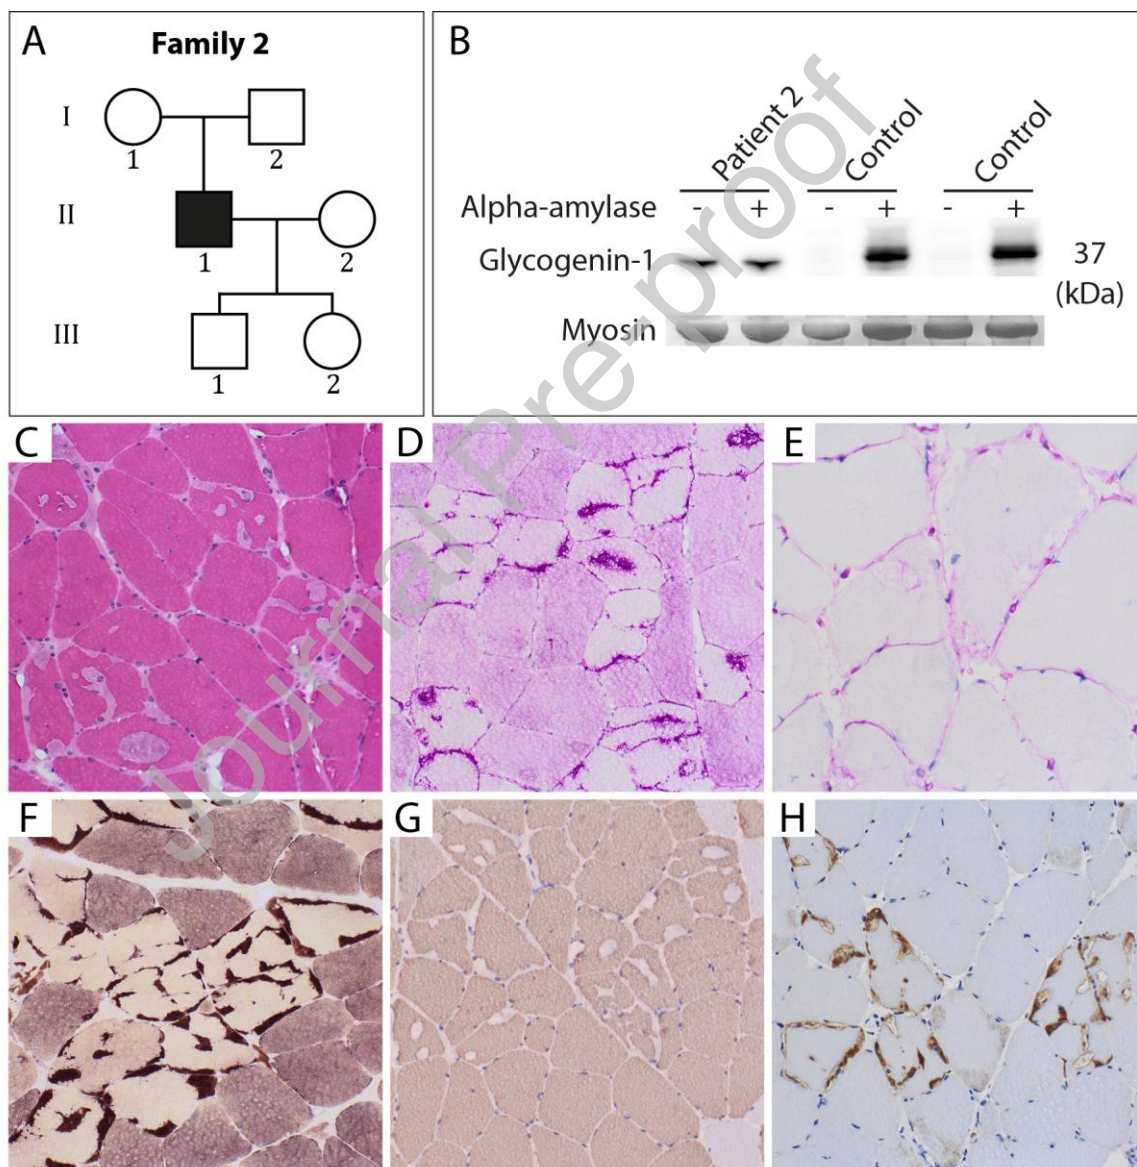 A
Family 2
I
1
2
II
1
2
III
1
2
B
Patient 2
Control
Control
Alpha-amylase
- + - + - +
Glycogenin-1
37
(kDa)
Myosin
C
D
E
F
G
H
Journal Pre-proof